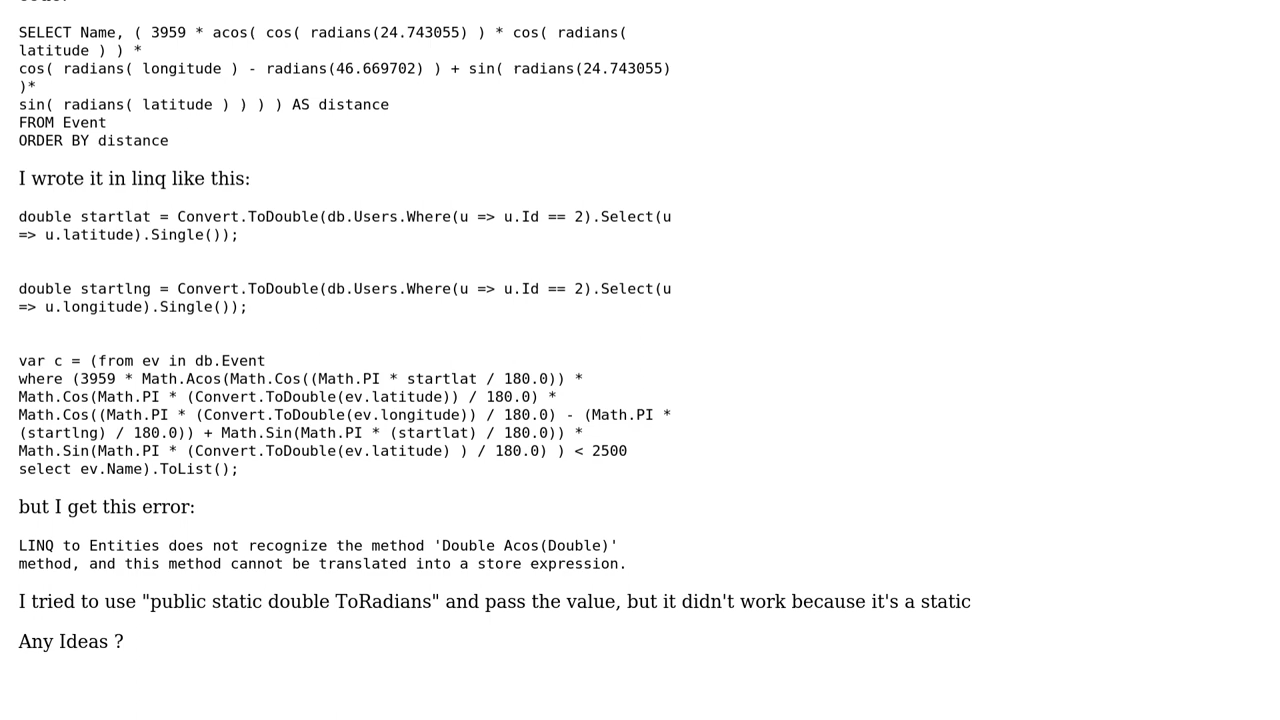 SELECT Name, ( 3959 * acos( cos( radians(24.743055) ) * cos( radians(
latitude ) ) *
cos( radians( longitude ) - radians(46.669702) ) + sin( radians(24.743055)
)*
sin( radians( latitude ) ) ) ) AS distance
FROM Event
ORDER BY distance
I wrote it in linq like this:
double startlat = Convert.ToDouble(db.Users.Where(u => u.Id == 2).Select(u
=> u.latitude).Single());
double startlng = Convert.ToDouble(db.Users.Where(u => u.Id == 2).Select(u
=> u.longitude).Single());
var c = (from ev in db.Event
where (3959 * Math.Acos(Math.Cos((Math.PI * startlat / 180.0)) *
Math.Cos(Math.PI * (Convert.ToDouble(ev.latitude)) / 180.0) *
Math.Cos((Math.PI * (Convert.ToDouble(ev.longitude)) / 180.0) - (Math.PI *
(startlng) / 180.0)) + Math.Sin(Math.PI * (startlat) / 180.0)) *
Math.Sin(Math.PI * (Convert.ToDouble(ev.latitude) ) / 180.0) ) < 2500
select ev.Name).ToList();
but I get this error:
LINQ to Entities does not recognize the method 'Double Acos(Double)'
method, and this method cannot be translated into a store expression.
I tried to use "public static double ToRadians" and pass the value, but it didn't work because it's a static
Any Ideas ?